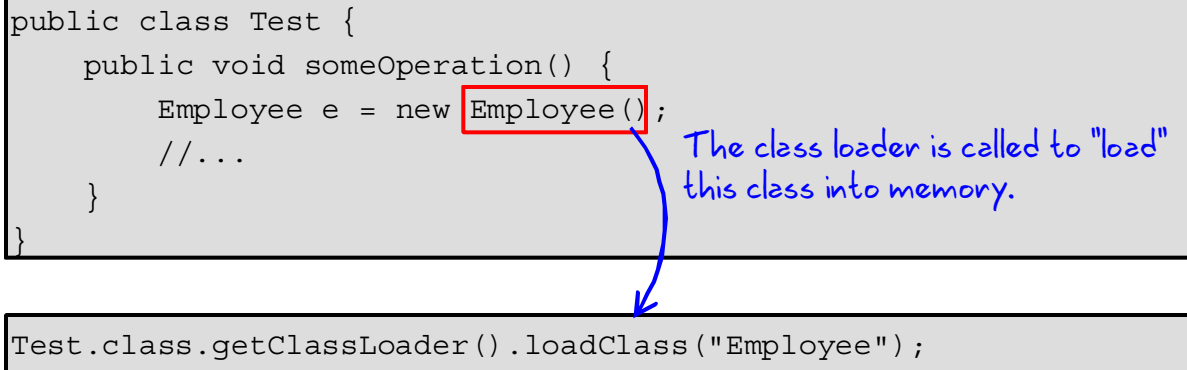 public class Test {
public void someOperation() {
Employee e = new Employee();
//...
The class loader is called to "load"
this class into memory.
}
}
Test.class.getClassLoader().loadClass("Employee");